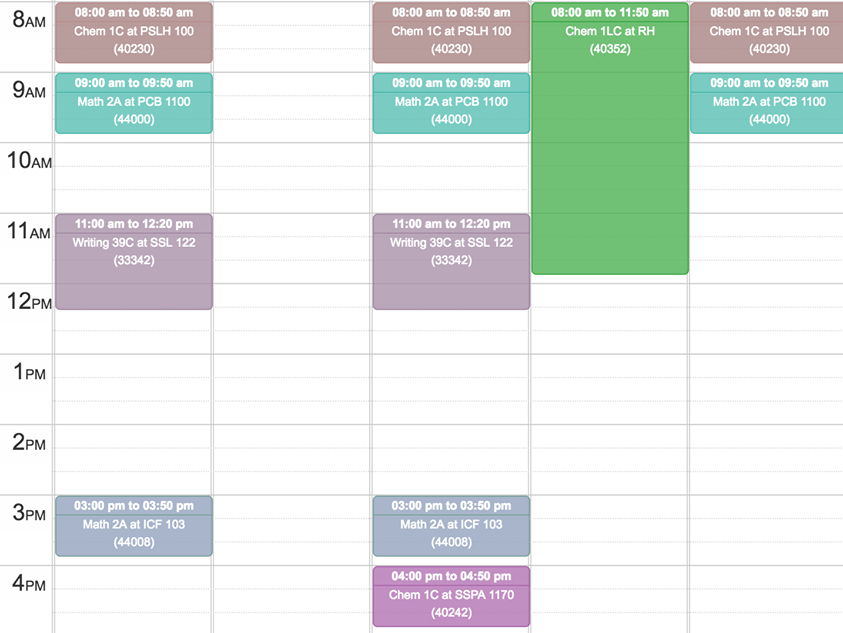 8AM
08:00 am to 08:50 am
Chem 1C at PSLH 100
(40230)
08:00 am to 08:50 am
Chem 1C at PSLH 100
(40230)
08:00 am to 11:50 am
Chem 1LC at RH
(40352)
08:00 am to 08:50 am
Chem 1C at PSLH 100
(40230)
9AM
09:00 am to 09:50 am
Math 2A at PCB 1100
(44000)
09:00 am to 09:50 am
Math 2A at PCB 1100
(44000)
09:00 am to 09:50 am
Math 2A at PCB 1100
(44000)
10AM
11AM
11:00 am to 12:20 pm
Writing 39C at SSL 122
(33342)
11:00 am to 12:20 pm
Writing 39C at SSL 122
(33342)
12PM
1PM
2PM
3PM
03:00 pm to 03:50 pm
Math 2A at ICF 103
(44008)
03:00 pm to 03:50 pm
Math 2A at ICF 103
(44008)
4PM
04:00 pm to 04:50 pm
Chem 1C at SSPA 1170
(40242)